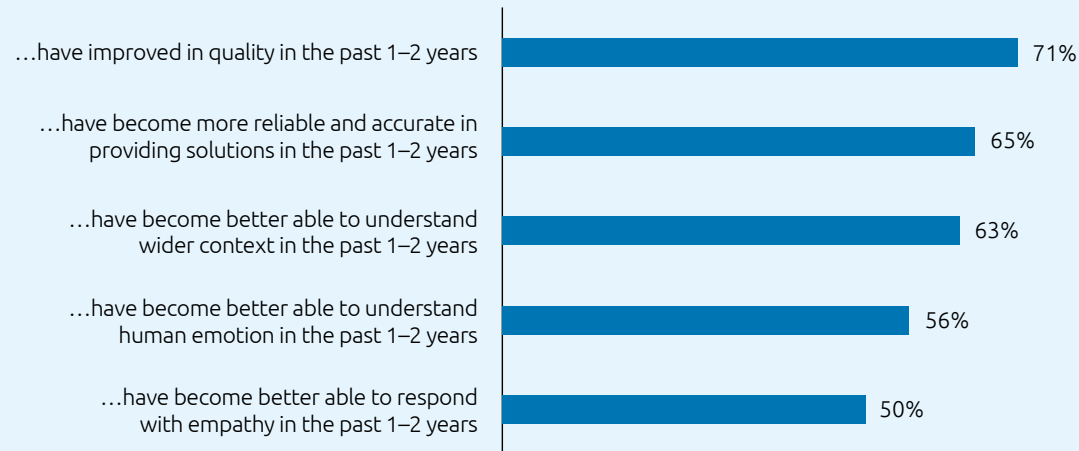 …have improved in quality in the past 1–2 years
71%
…have become more reliable and accurate in
providing solutions in the past 1–2 years
65%
…have become better able to understand
wider context in the past 1–2 years
63%
…have become better able to understand
human emotion in the past 1–2 years
56%
…have become better able to respond
with empathy in the past 1–2 years
50%